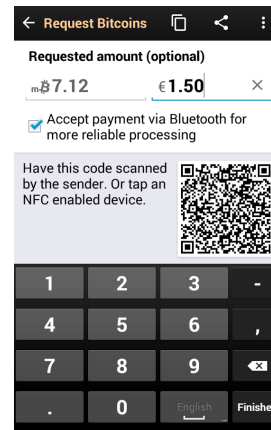 Request Bitcoins
Requested amount (optional)
m₿7.12 €1.50
Accept payment via Bluetooth for
more reliable processing
Have this code scanned
by the sender. Or tap an
NFC enabled device.
1 2 3 -
4 5 6 ,
7 8 9
. 0 English Finishe